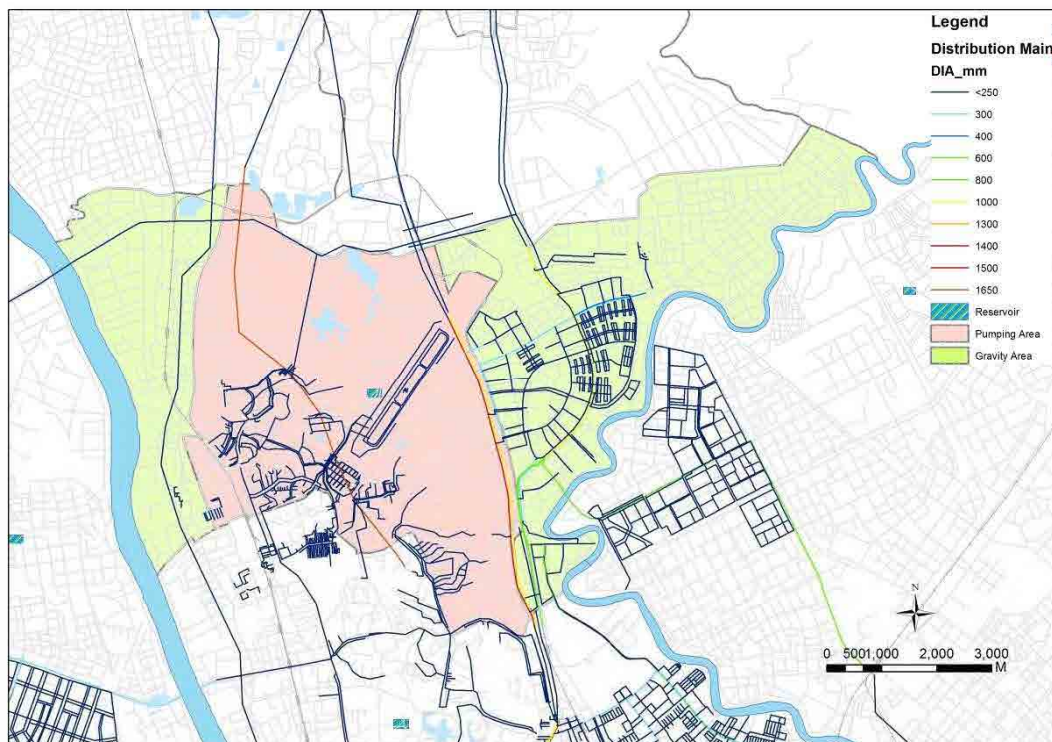 Legend
Distribution Main
DIA_mm
<250
300
400
600
800
1000
1300
1400
1500
1650
Reservoir
Pumping Area
Gravity Area
N
0 5001,000 2,000 3,000
M